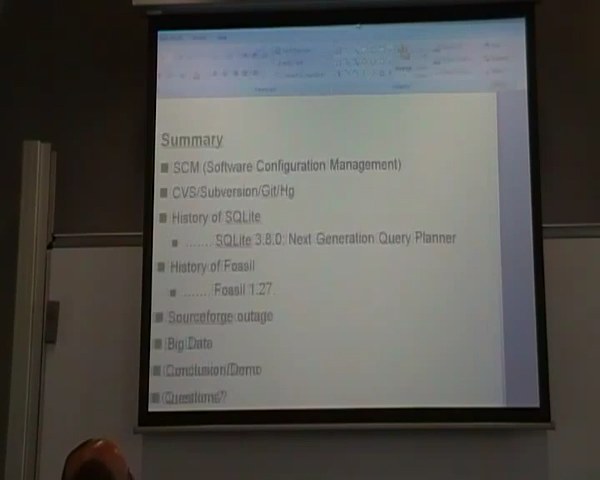 Summary
SCM (Software Configuration Management)
CVS/Subversion/Git/Hg
History of SQLite
....... SQLite 3.8.0: Next Generation Query Planner
History of Fossil
....... Fossil 1.27
Sourceforge outage
Big Data
Conclusion/Demo
Questions?